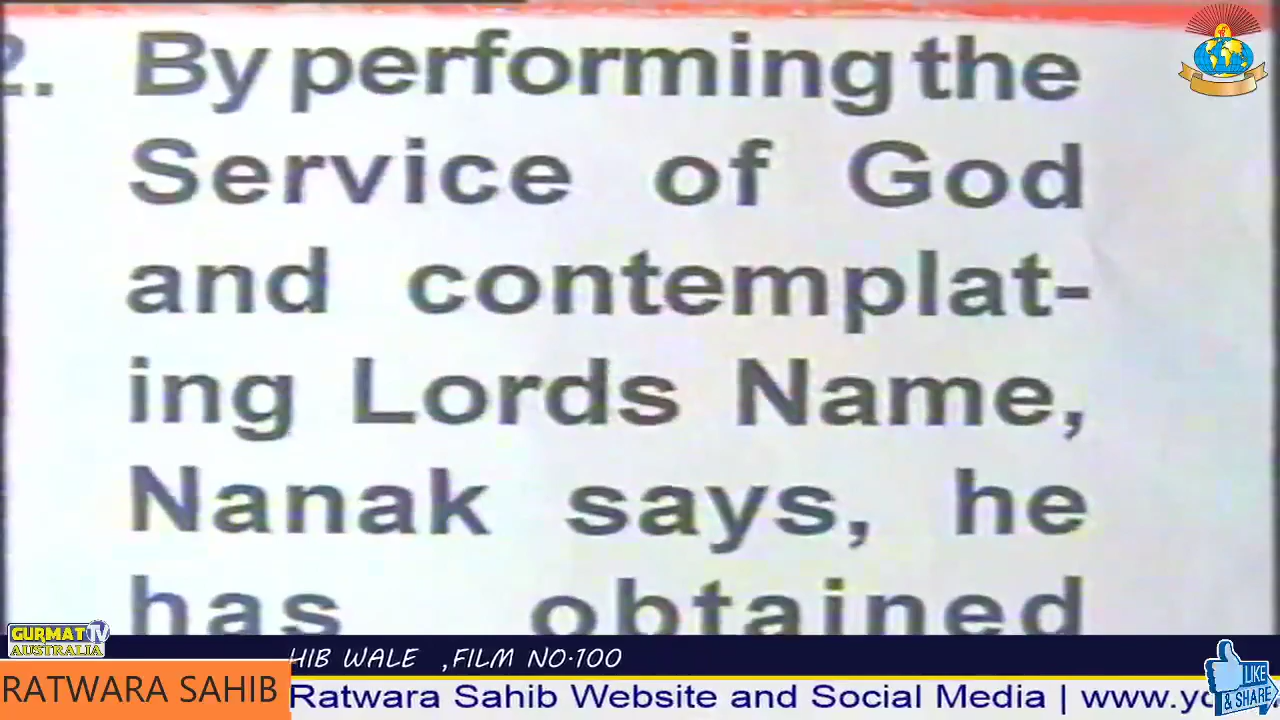 2. By performing the
Service of God
and contemplat-
ing Lords Name,
Nanak says, he
has obtained
GURMAT TV
AUSTRALIA
HIB WALE ,FILM NO.100
RATWARA SAHIB
Ratwara Sahib Website and Social Media | www.yo
LIKE
& SHARE